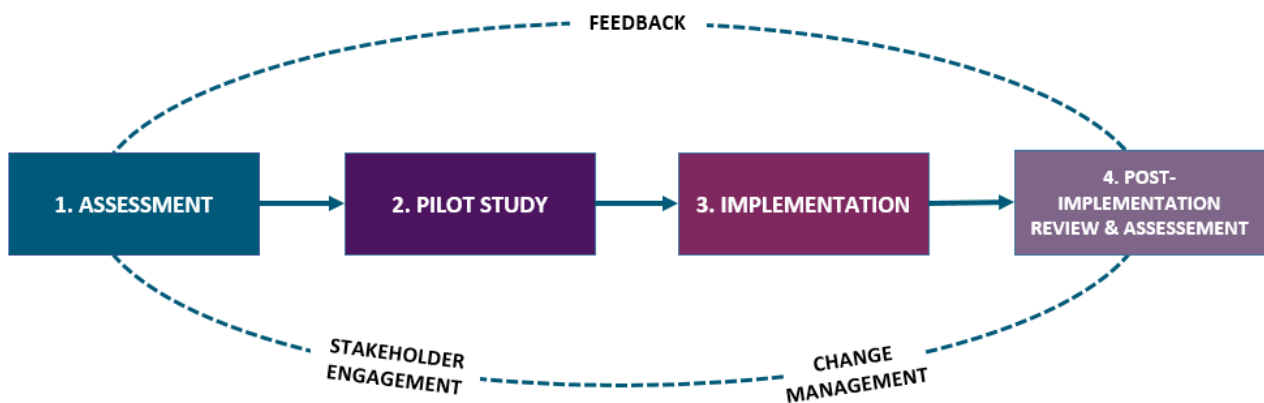 FEEDBACK
1. ASSESSMENT
2. PILOT STUDY
3. IMPLEMENTATION
4. POST-
IMPLEMENTATION
REVIEW & ASSESSEMENT
STAKEHOLDER
ENGAGEMENT
CHANGE
MANAGEMENT